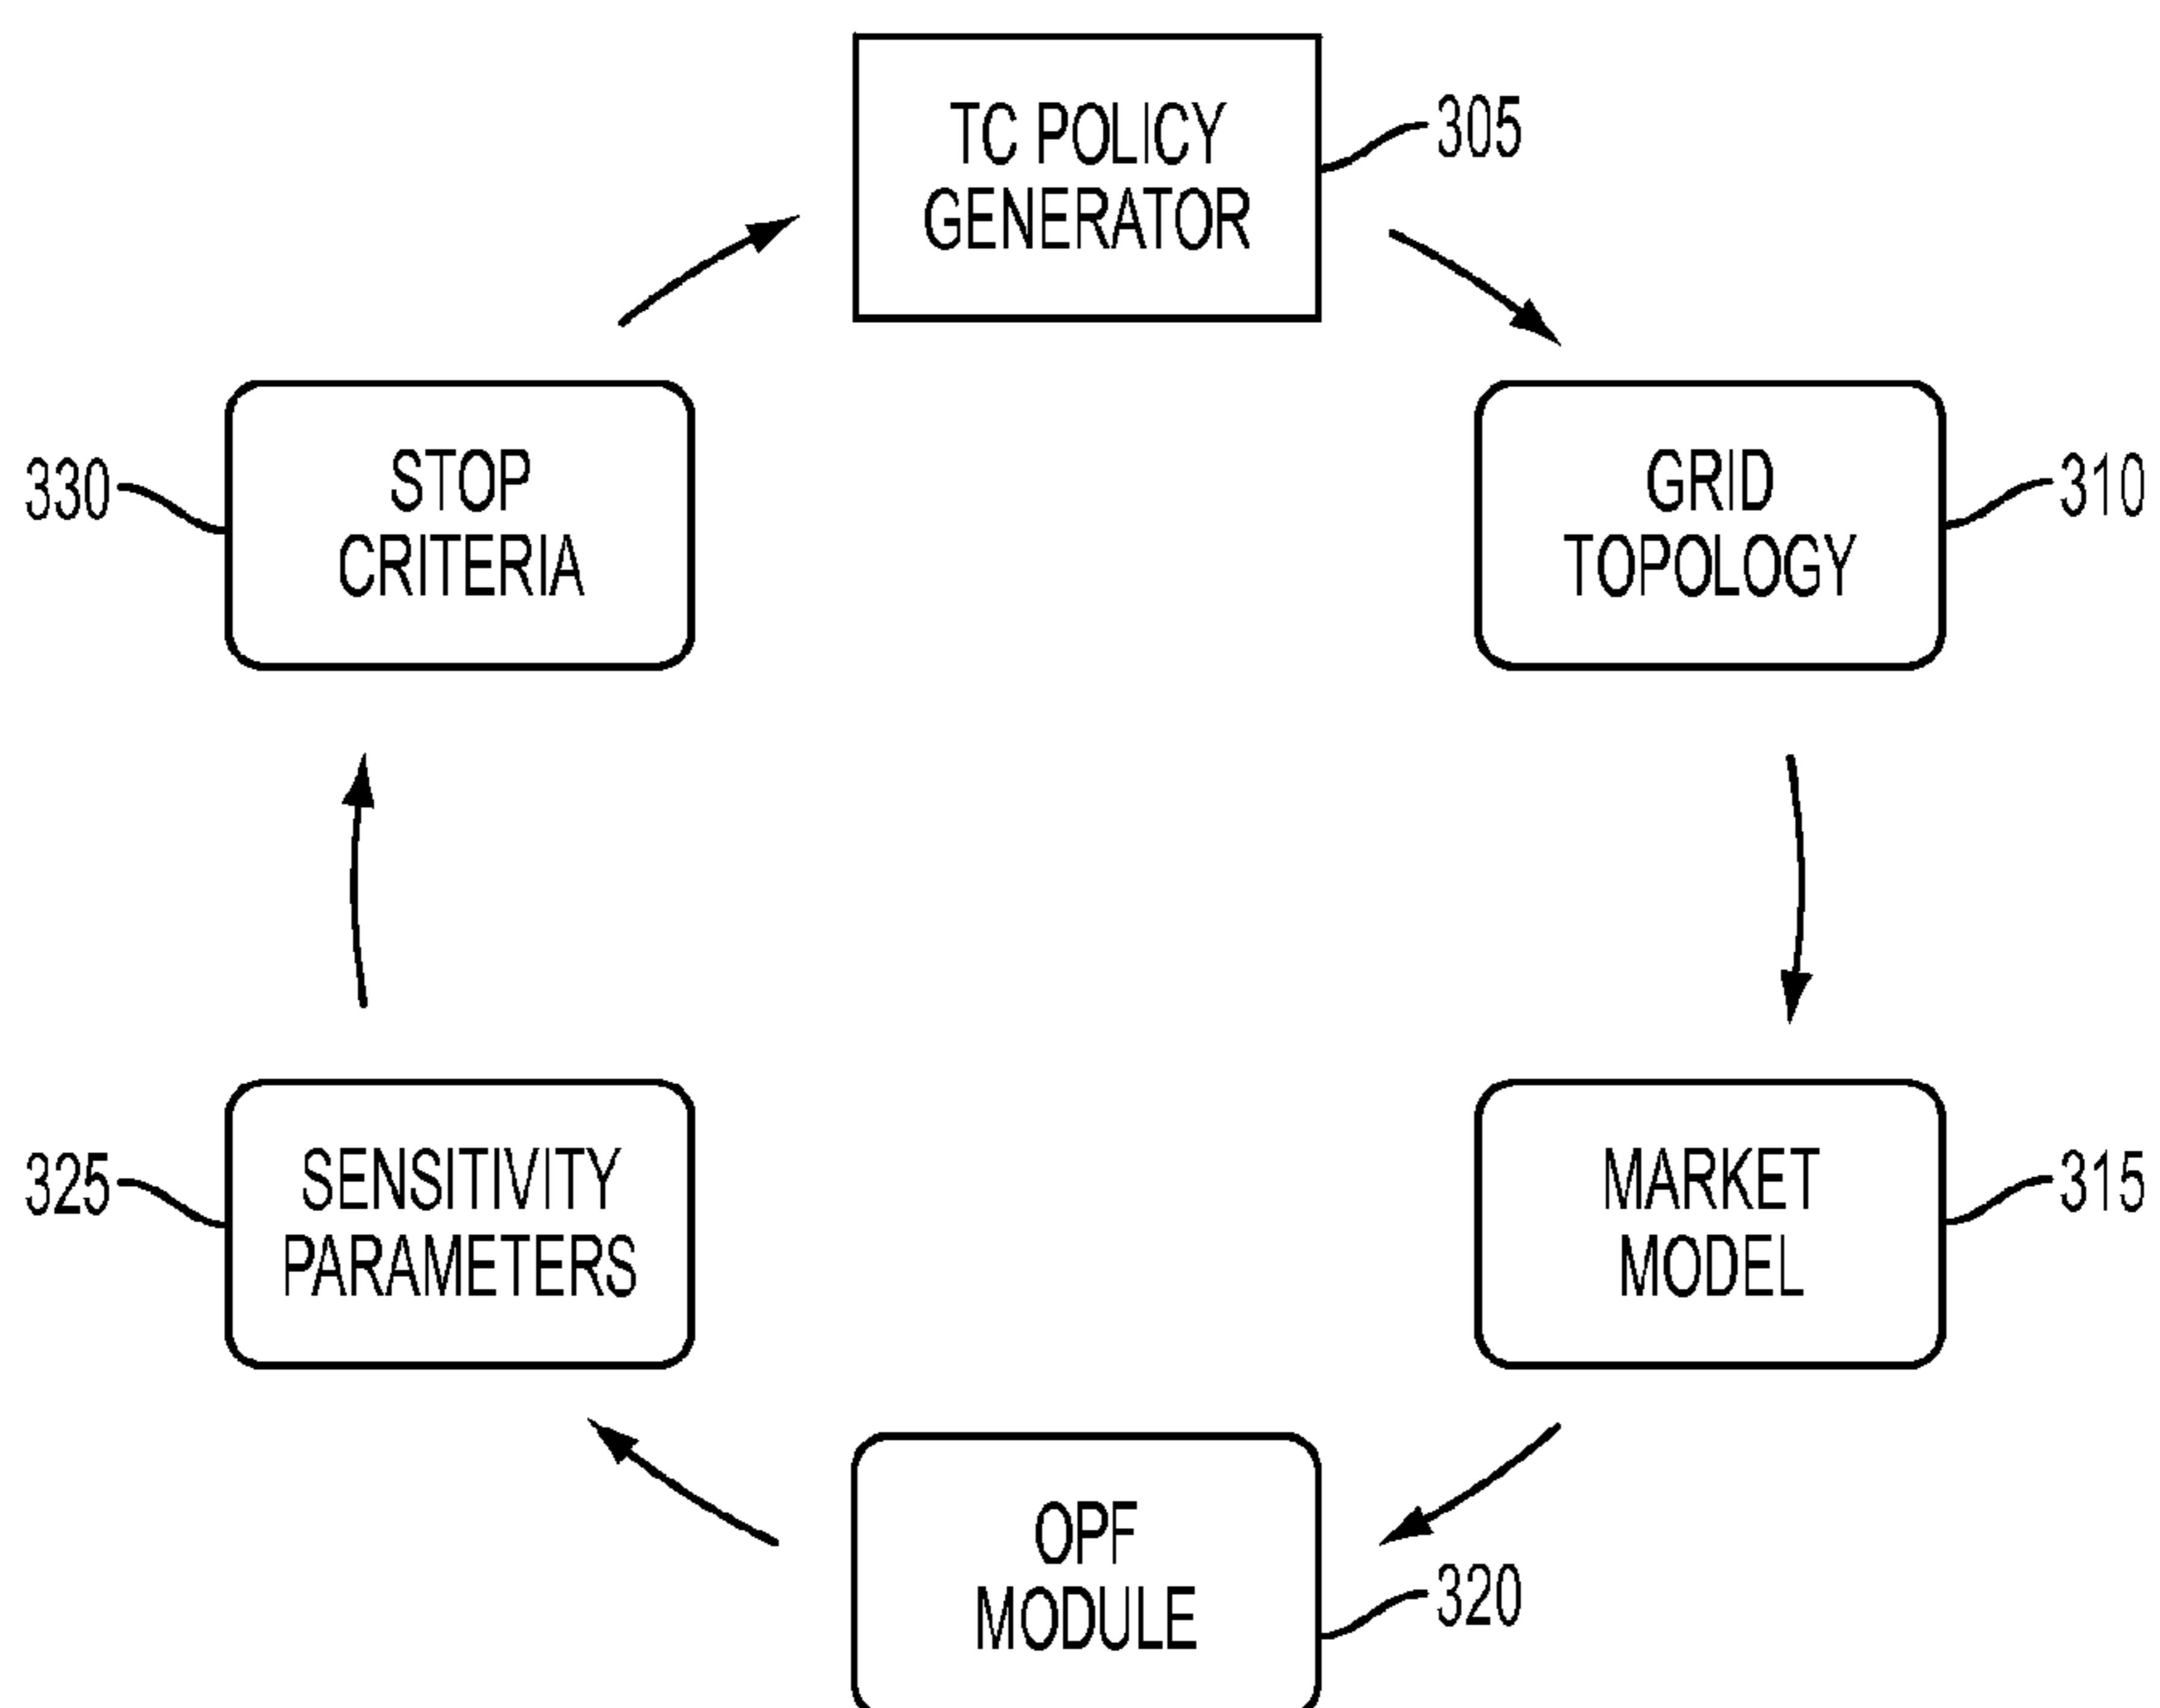 TC POLICY
GENERATOR
305
STOP
CRITERIA
330
GRID
TOPOLOGY
310
SENSITIVITY
PARAMETERS
325
MARKET
MODEL
315
OPF
MODULE
320